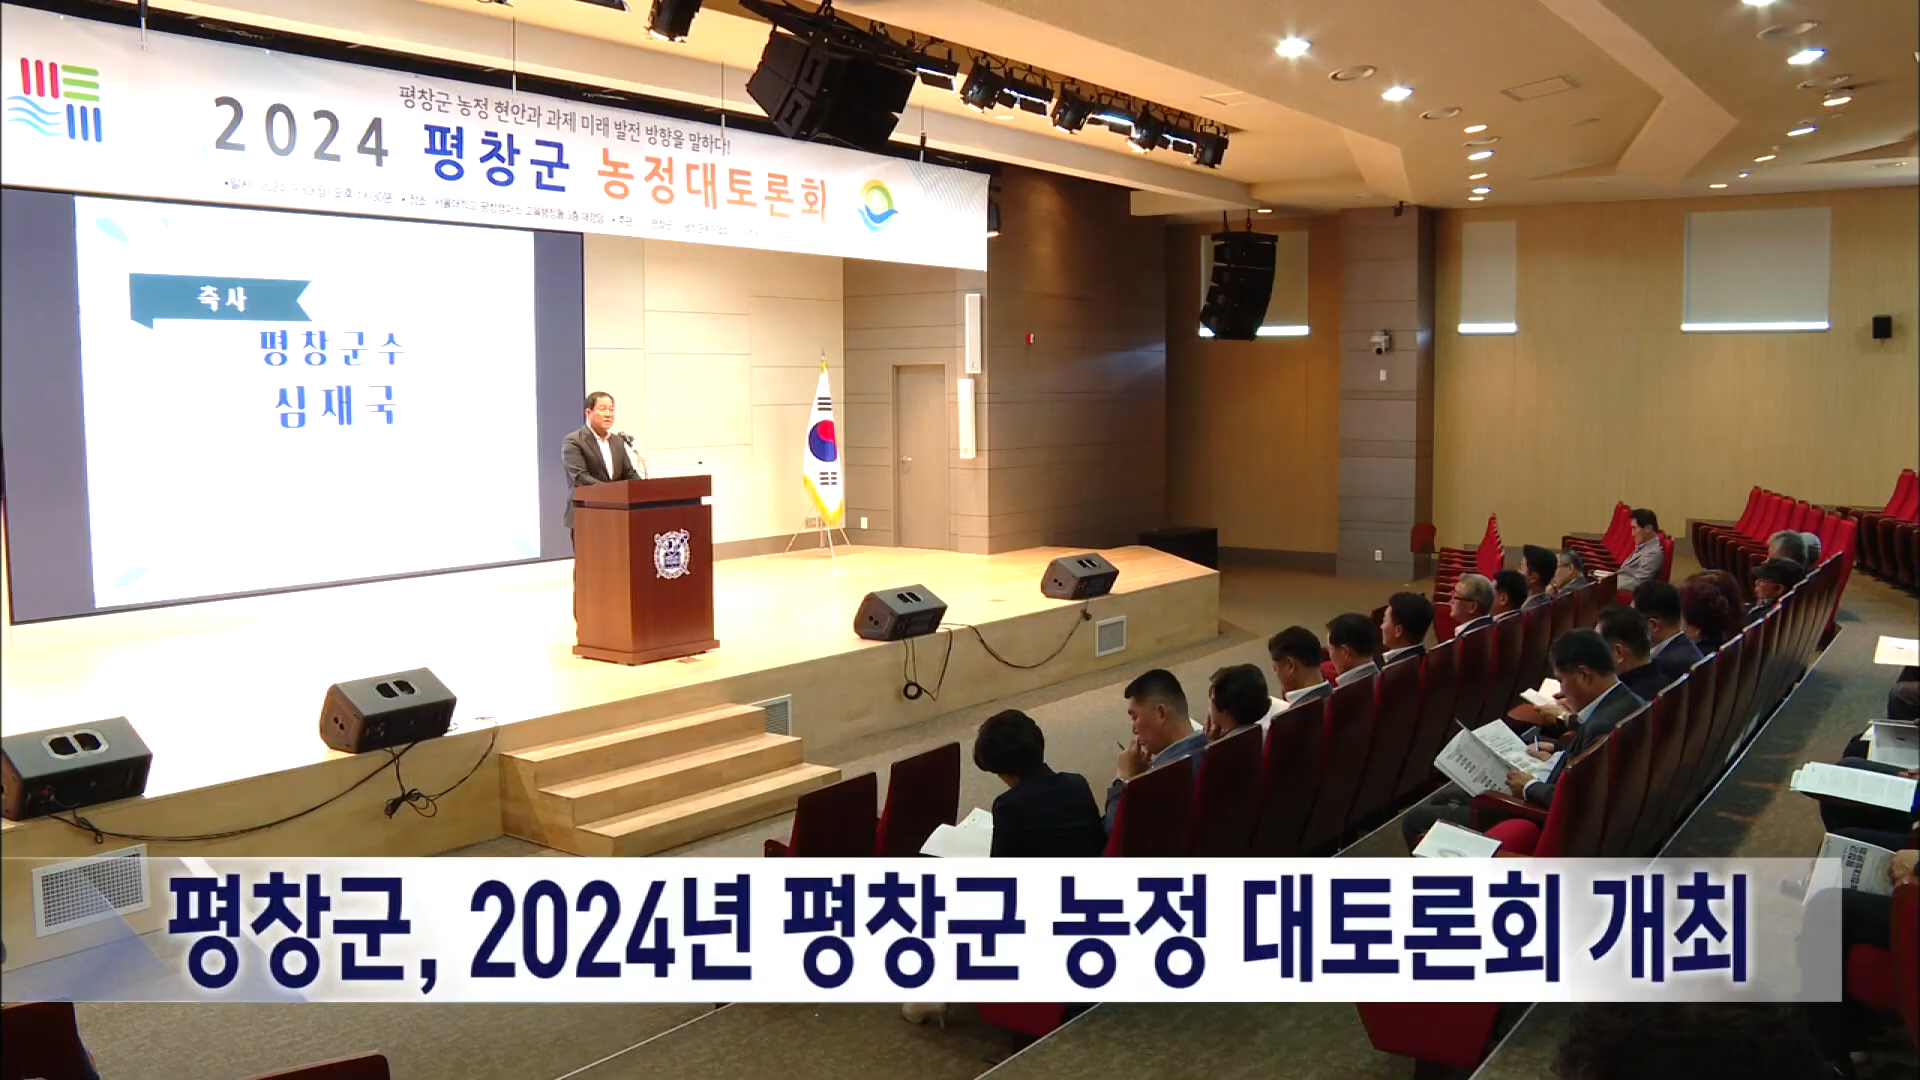 평창군 농정 현안과 과제 미래 발전 방향을 말하다!
2024 평창군 농정대토론회
축사
평창군수
심재국
평창군, 2024년 평창군 농정 대토론회 개최